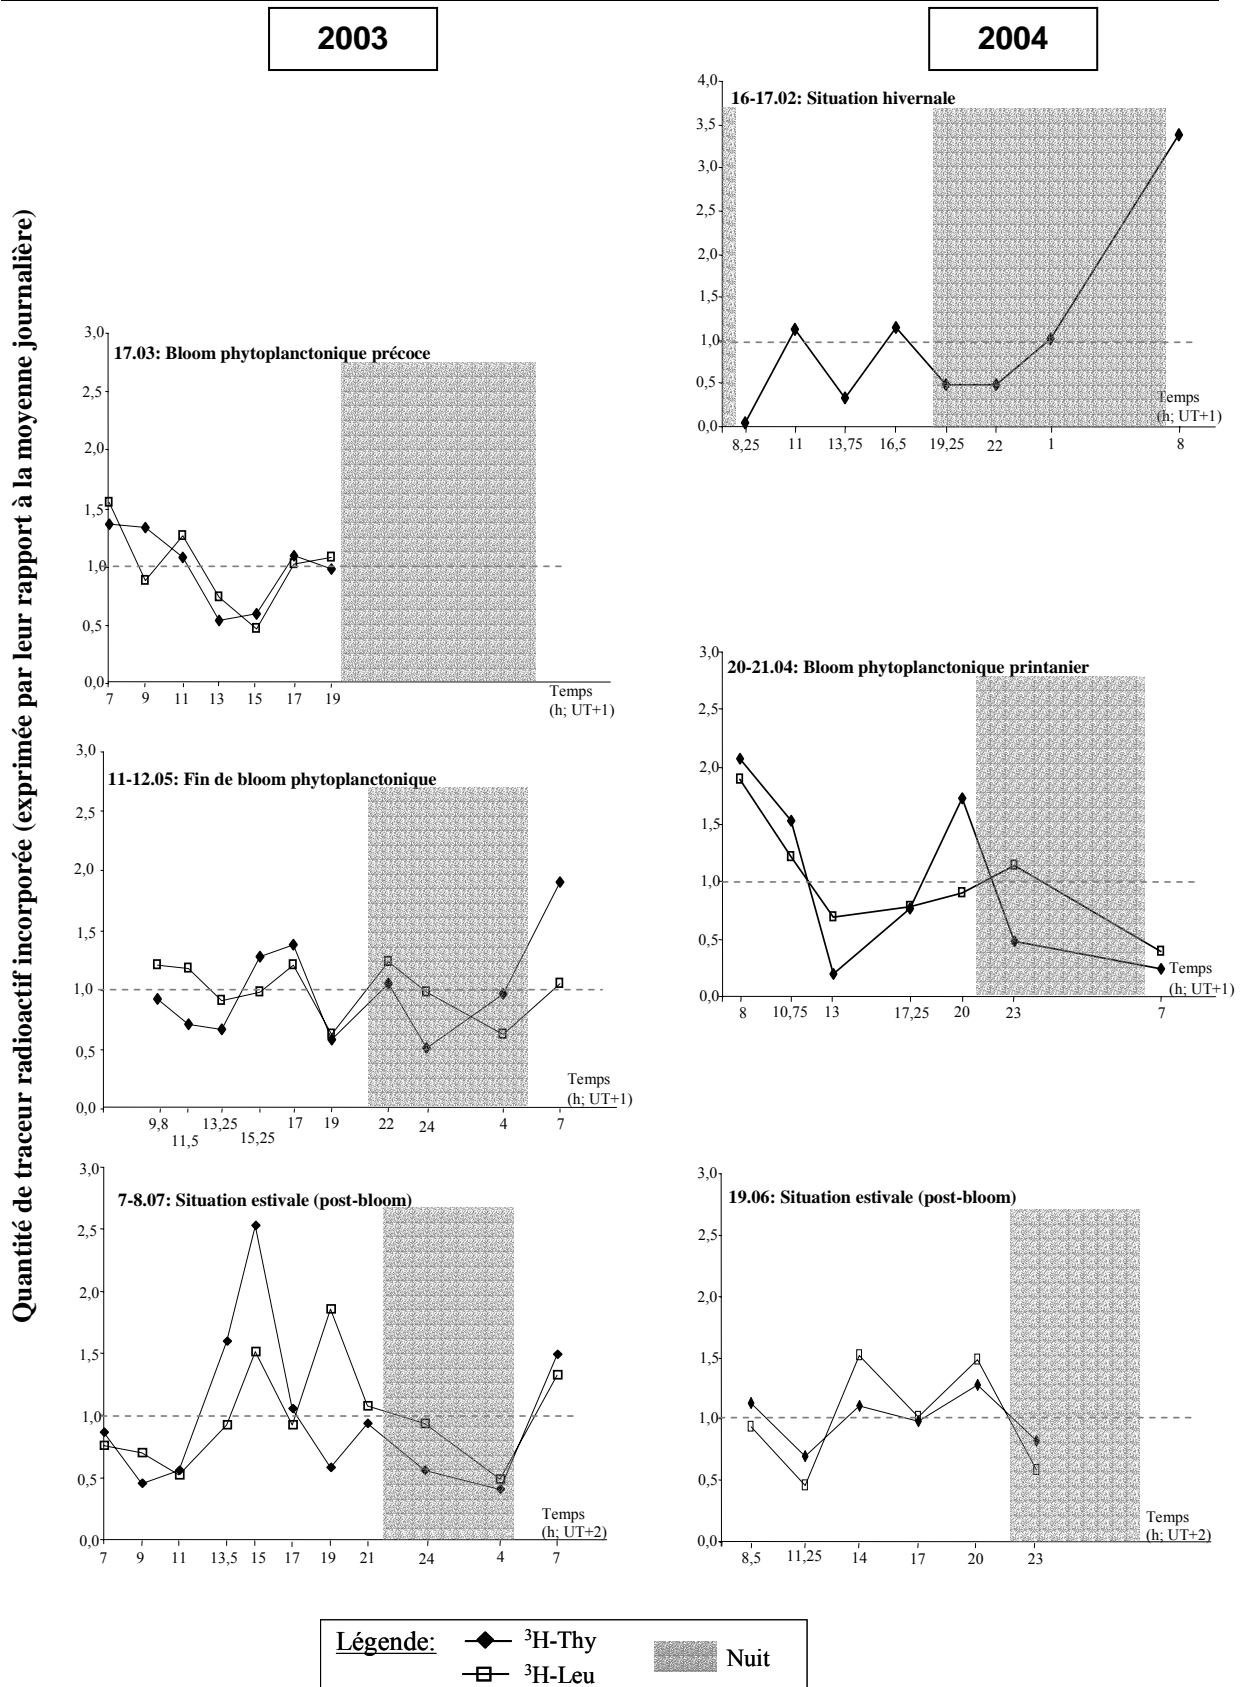 2003
2004
Quantité de traceur radioactif incorporée (exprimée par leur rapport à la moyenne journalière)
16-17.02: Situation hivernale
4,0
3,5
3,0
2,5
2,0
1,5
1,0
0,5
0,0
8,25 11 13,75 16,5 19,25 22 1 8
Temps
(h; UT+1)
17.03: Bloom phytoplanctonique précoce
3,0
2,5
2,0
1,5
1,0
0,5
0,0
7 9 11 13 15 17 19
Temps
(h; UT+1)
20-21.04: Bloom phytoplanctonique printanier
3,0
2,5
2,0
1,5
1,0
0,5
0,0
8 10,75 13 17,25 20 23 7
Temps
(h; UT+1)
11-12.05: Fin de bloom phytoplanctonique
3,0
2,5
2,0
1,5
1,0
0,5
0,0
9,8 11,5 13,25 15,25 17 19 22 24 4 7
Temps
(h; UT+1)
7-8.07: Situation estivale (post-bloom)
3,0
2,5
2,0
1,5
1,0
0,5
0,0
7 9 11 13,5 15 17 19 21 24 4 7
Temps
(h; UT+2)
19.06: Situation estivale (post-bloom)
3,0
2,5
2,0
1,5
1,0
0,5
0,0
8,5 11,25 14 17 20 23
Temps
(h; UT+2)
Légende:
³H-Thy
³H-Leu
Nuit